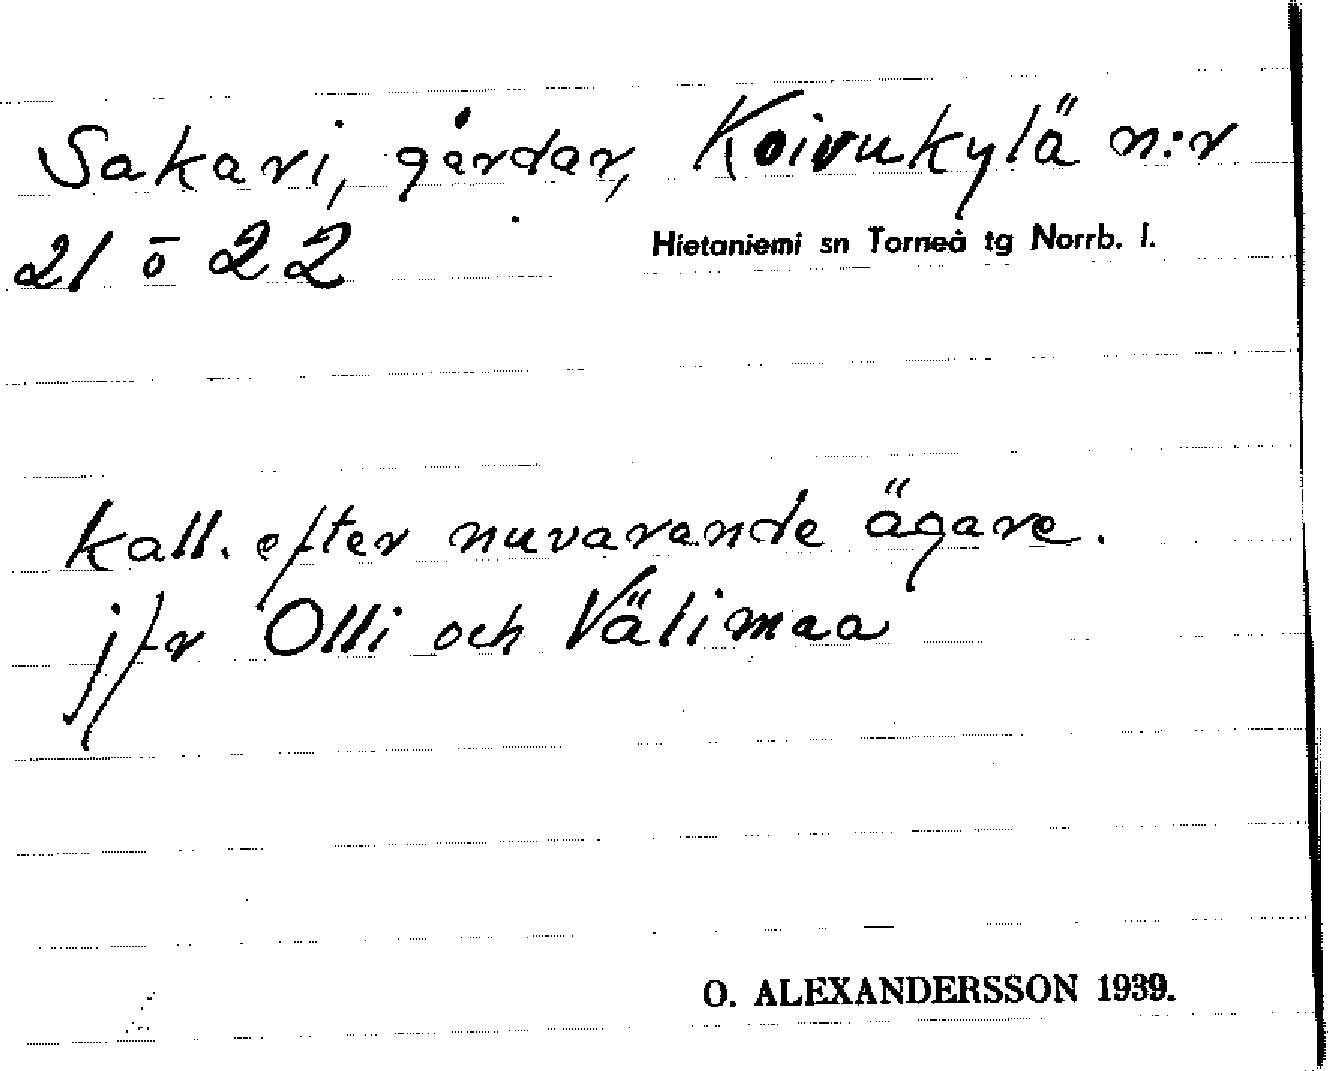 Sakari, gårdar, Koivukylä n:r
21 o 22
Hietaniemi sn Torneå tg Norrb. l.
kall. efter nuvarande ägare.
jfr Olli och Välimaa
O. ALEXANDERSSON 1939.